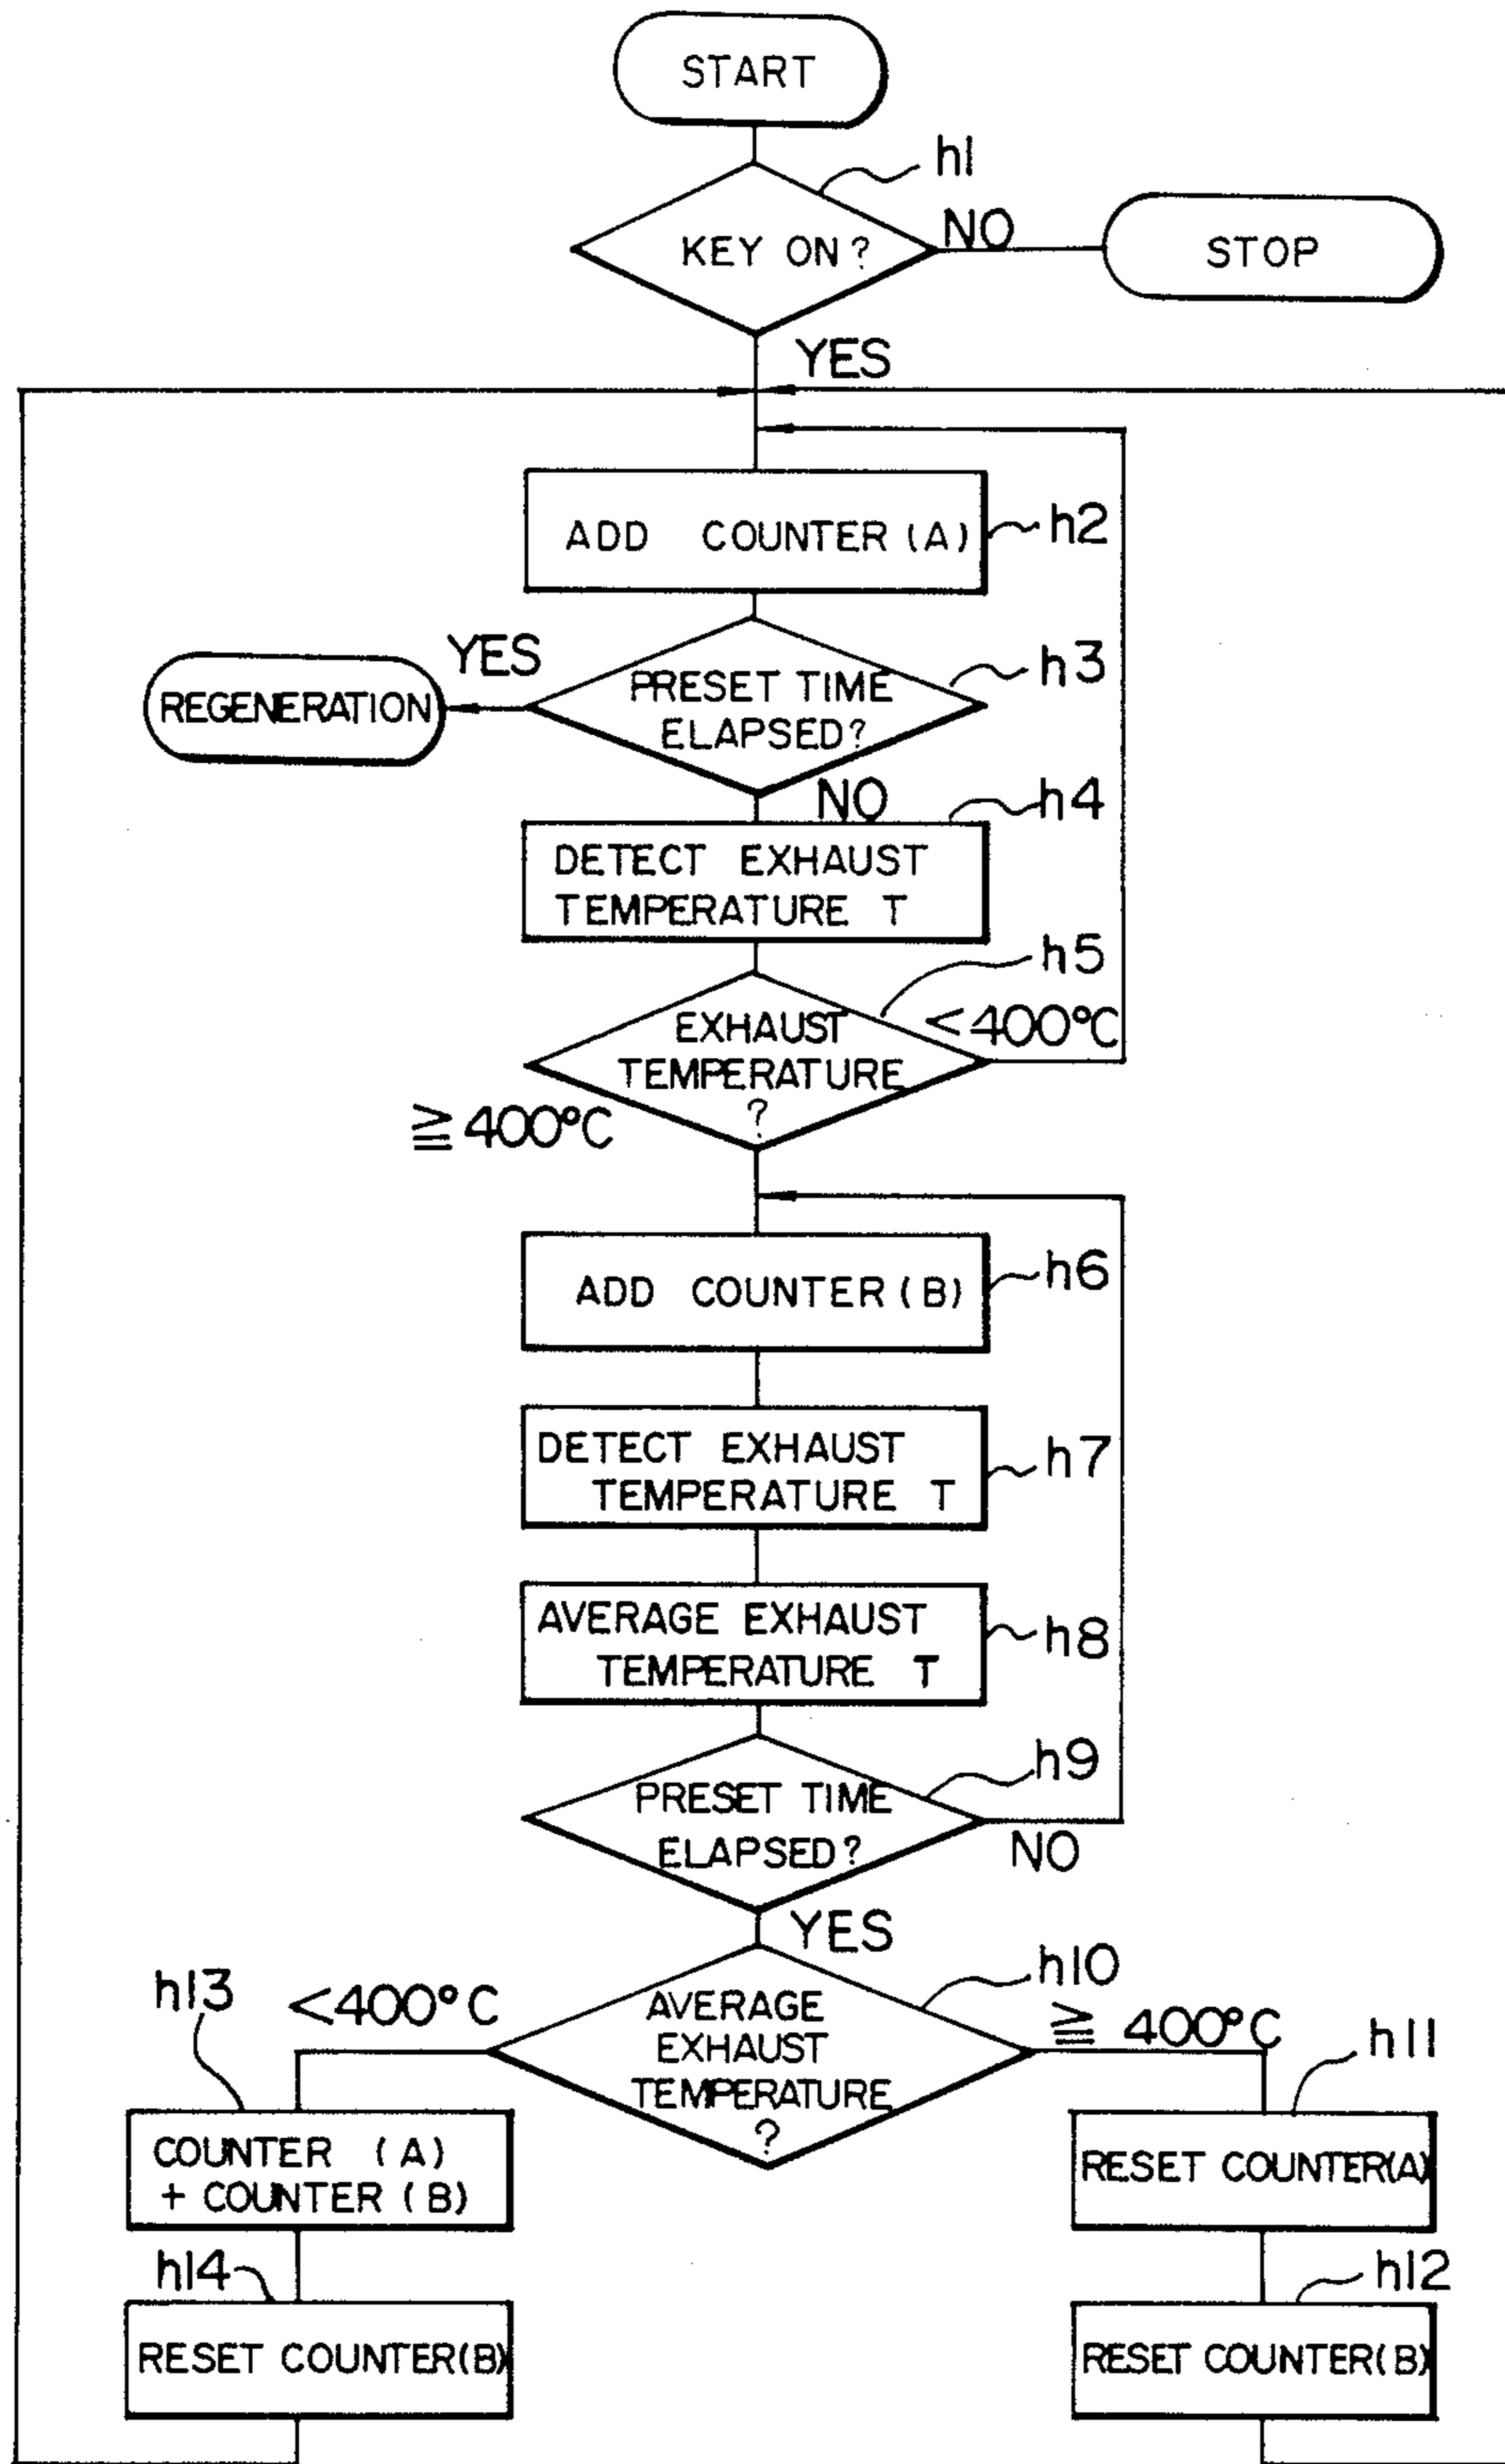 START
h1
KEY ON?
NO
STOP
YES
ADD COUNTER (A)
h2
YES
PRESET TIME
ELAPSED?
h3
REGENERATION
NO
h4
DETECT EXHAUST
TEMPERATURE T
h5
EXHAUST
TEMPERATURE
?
<400°C
≧400°C
ADD COUNTER (B)
h6
DETECT EXHAUST
TEMPERATURE T
h7
AVERAGE EXHAUST
TEMPERATURE T
h8
PRESET TIME
ELAPSED?
h9
NO
YES
h10
AVERAGE
EXHAUST
TEMPERATURE
?
h13
<400°C
≧ 400°C
h11
COUNTER (A)
+ COUNTER (B)
RESET COUNTER(A)
h14
h12
RESET COUNTER(B)
RESET COUNTER(B)